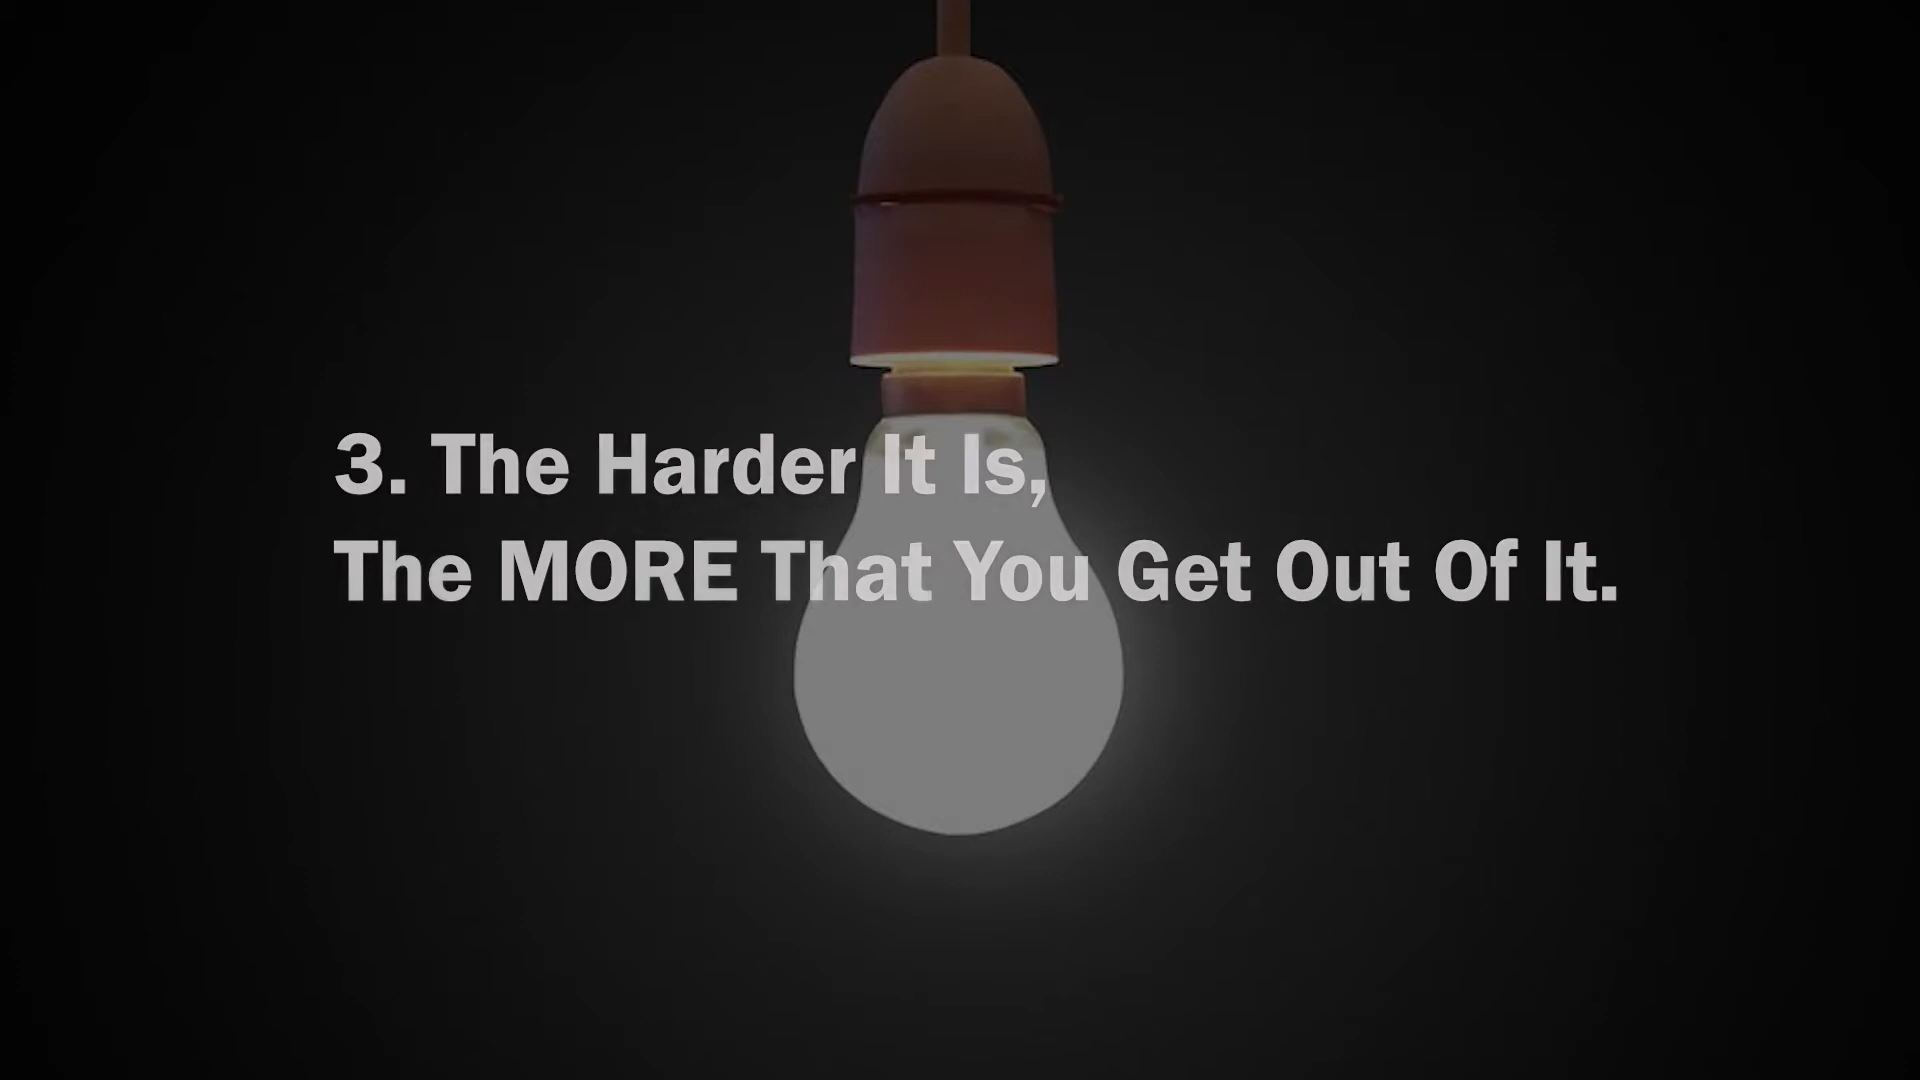 3. The Harder It Is,
The MORE That You Get Out Of It.